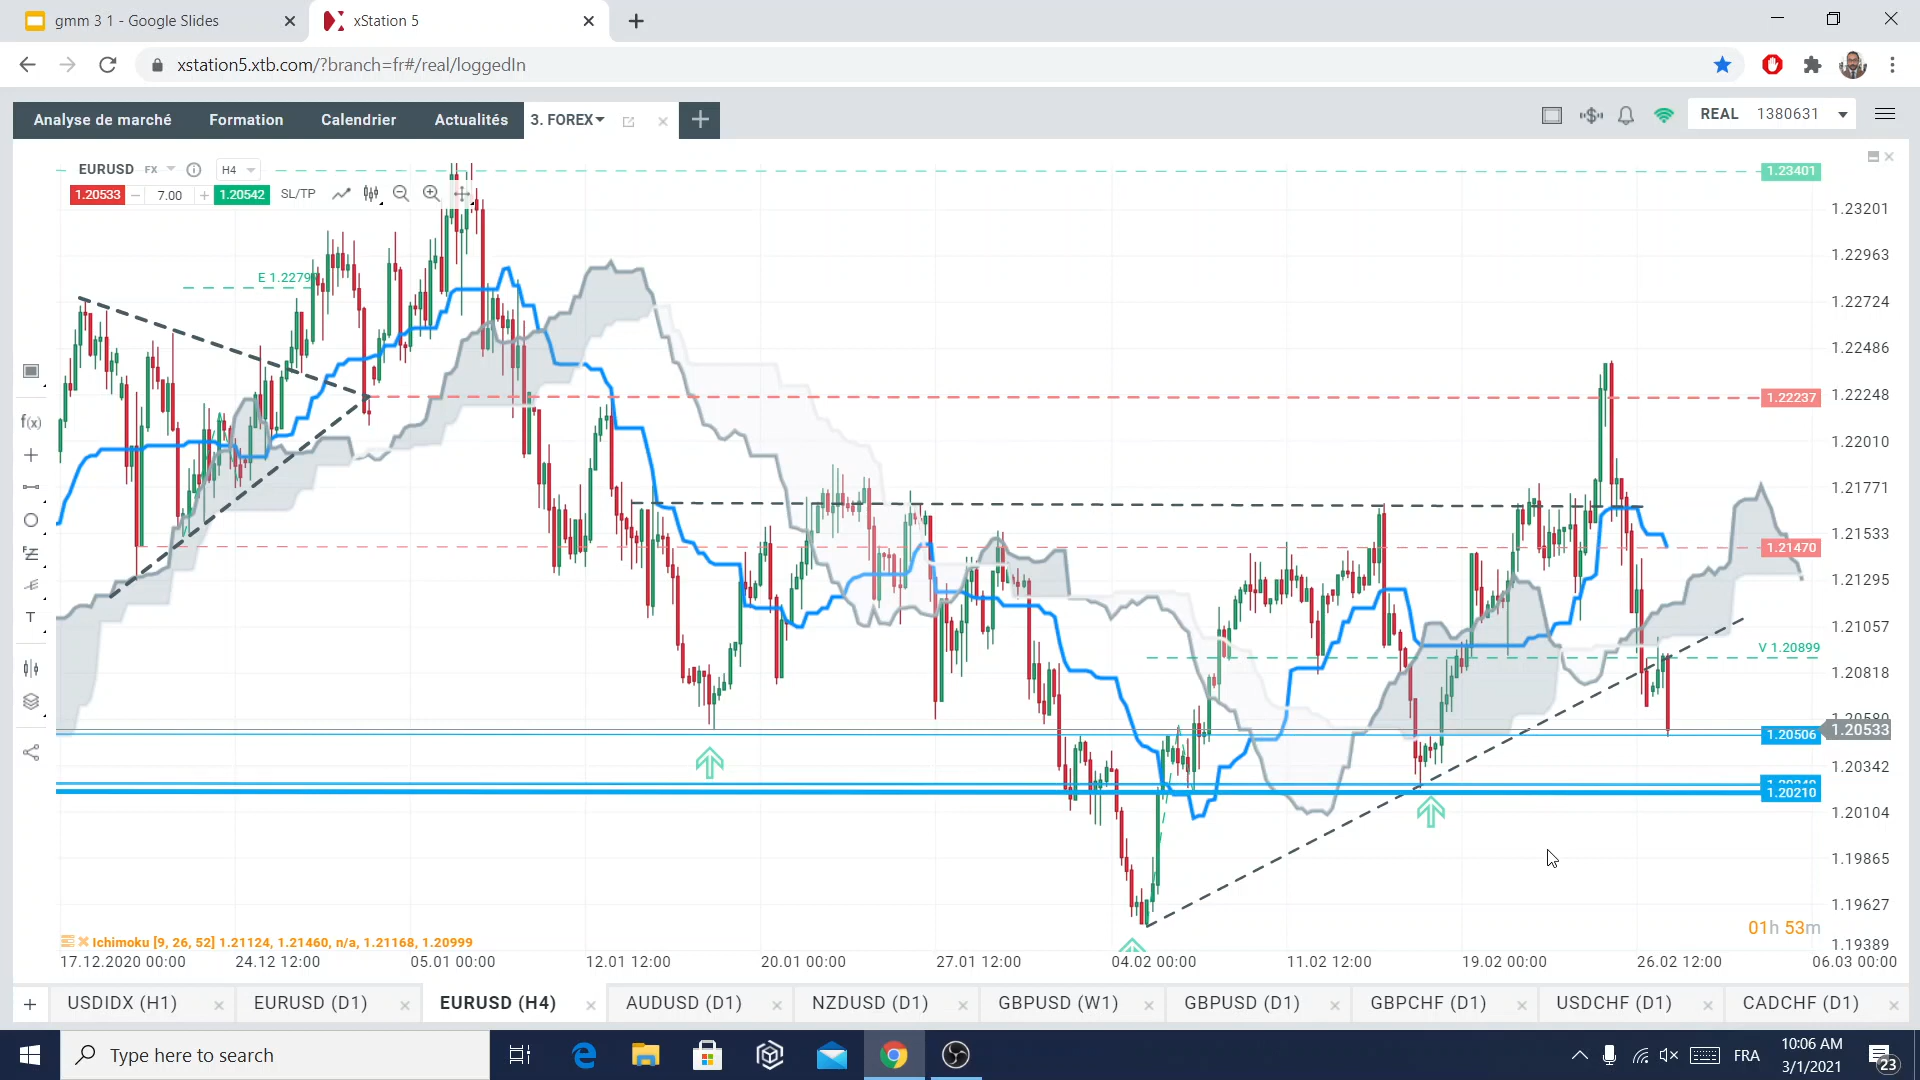 gmm 3 1 - Google Slides
xStation 5
xstation5.xtb.com/?branch=fr#/real/loggedIn
Analyse de marché
Formation
Calendrier
Actualités
3. FOREX
REAL 1380631
EURUSD FX H4
1.20533 7.00 1.20542 SL/TP
1.23401
1.23201
1.22963
E 1.2279
1.22724
1.22486
1.22237
1.22248
1.22010
1.21771
1.21533
1.21470
1.21295
1.21057
V 1.20899
1.20818
1.20533
1.20506
1.20342
1.20210
1.20104
1.19865
1.19627
f(x)
T
01h 53m
1.19389
Ichimoku [9, 26, 52] 1.21124, 1.21460, n/a, 1.21168, 1.20999
17.12.2020 00:00
24.12 12:00
05.01 00:00
12.01 12:00
20.01 00:00
27.01 12:00
04.02 00:00
11.02 12:00
19.02 00:00
26.02 12:00
06.03 00:00
USDIDX (H1)
EURUSD (D1)
EURUSD (H4)
AUDUSD (D1)
NZDUSD (D1)
GBPUSD (W1)
GBPUSD (D1)
GBPCHF (D1)
USDCHF (D1)
CADCHF (D1)
Type here to search
FRA
10:06 AM
3/1/2021
23